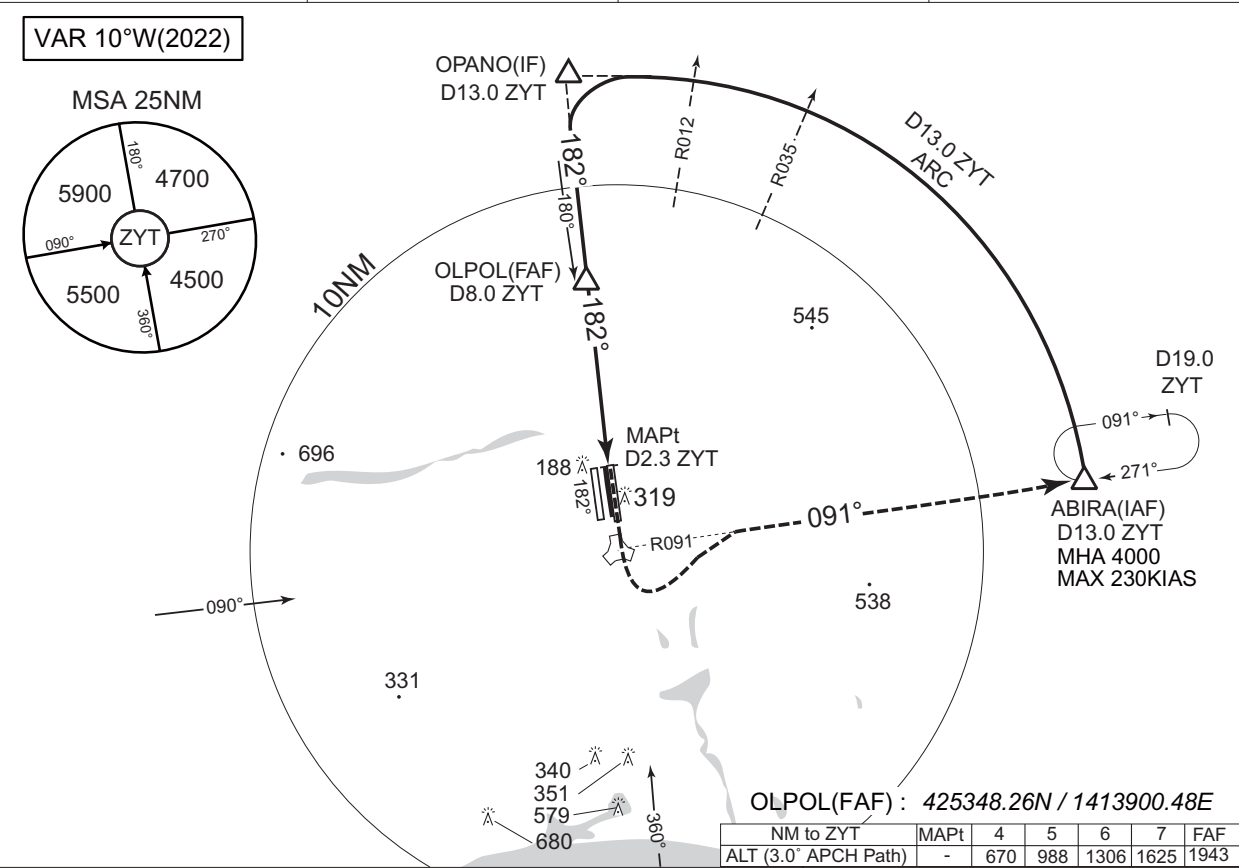 VAR 10°W(2022)
MSA 25NM
180°
5900
4700
ZYT
090°
270°
5500
4500
360°
OPANO(IF)
D13.0 ZYT
R012
R035
D13.0 ZYT
ARC
182°
180°
OLPOL(FAF)
D8.0 ZYT
182°
10NM
545
D19.0
ZYT
091°
271°
ABIRA(IAF)
D13.0 ZYT
MHA 4000
MAX 230KIAS
696
MAPt
D2.3 ZYT
188
182°
319
091°
R091
538
090°
331
340
351
579
680
360°
OLPOL(FAF) : 425348.26N / 1413900.48E
NM to ZYT MAPt 4 5 6 7 FAF
ALT (3.0° APCH Path) - 670 988 1306 1625 1943